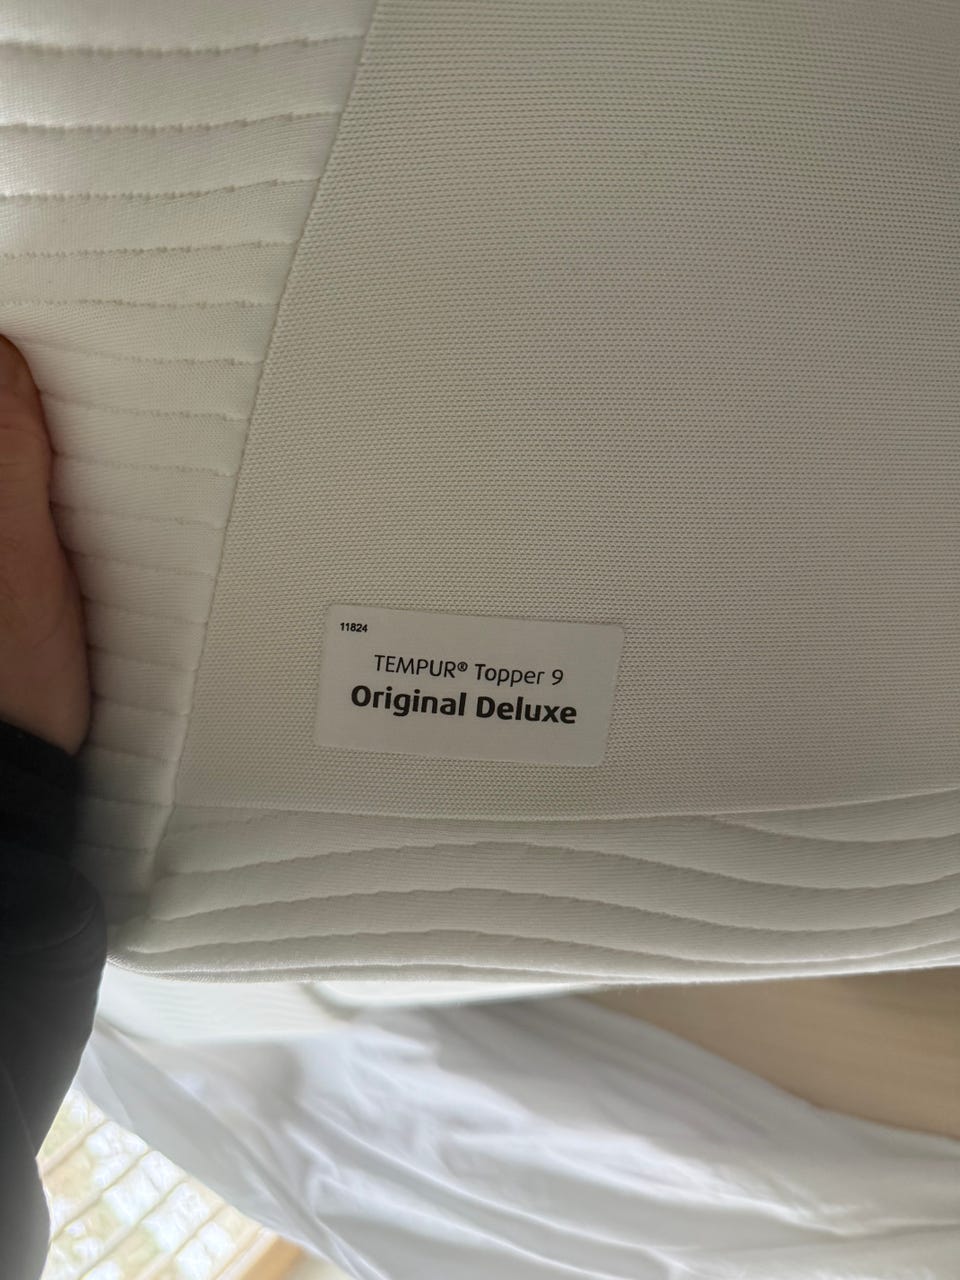 11824
TEMPUR® Topper 9
Original Deluxe